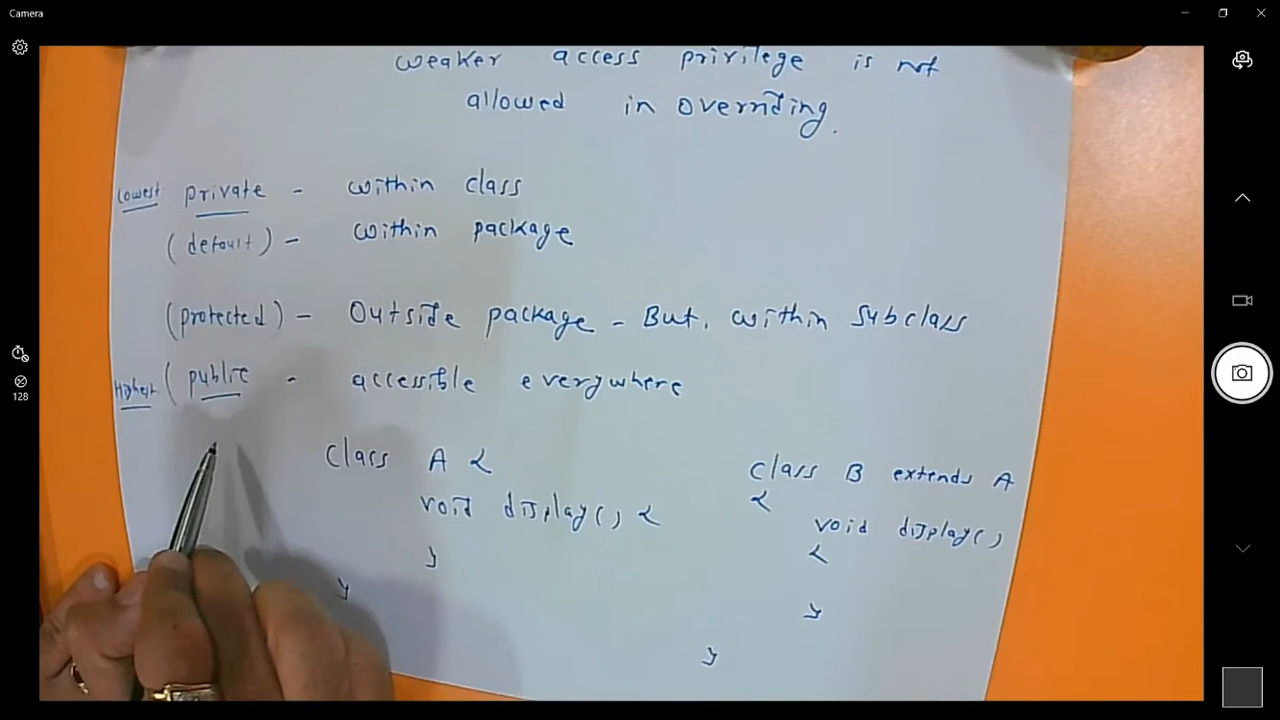 Camera
weaker access privilege is not
allowed in overriding.
Lowest private - within class
(default) - within package
(protected) - Outside package - But, within subclass
Highest (public - accessible everywhere
class A {
void display() {
}
}
class B extends A
{
void display()
{
}
}
128